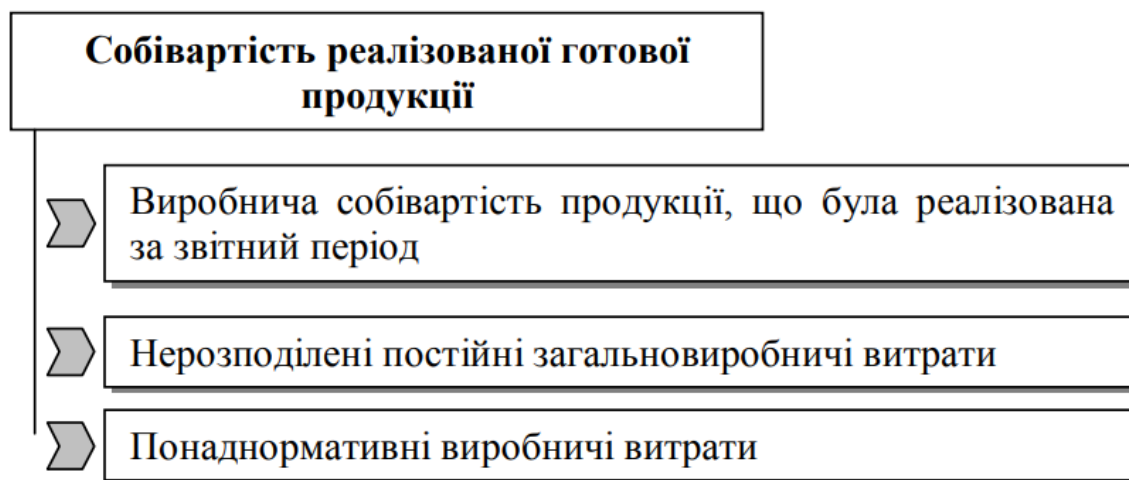 Собівартість реалізованої готової
продукції
Виробнича собівартість продукції, що була реалізована
за звітний період
Нерозподілені постійні загальновиробничі витрати
Понаднормативні виробничі витрати